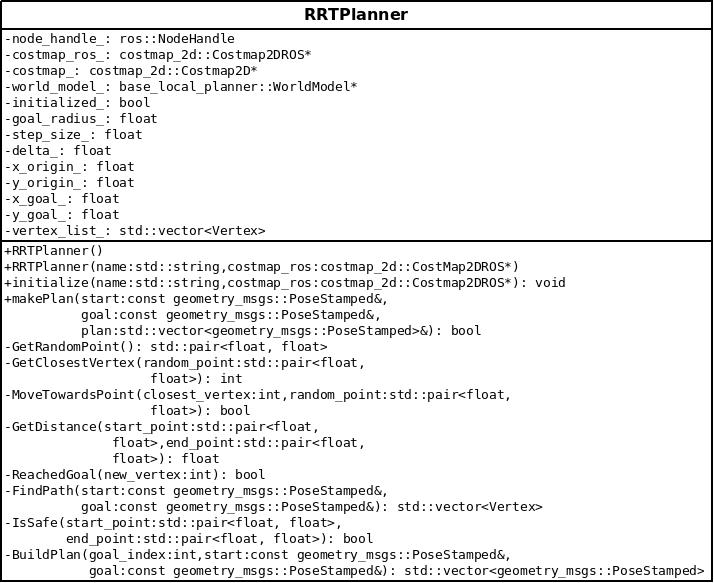 RRTPlanner
-node_handle_: ros::NodeHandle
-costmap_ros_: costmap_2d::Costmap2DROS*
-costmap_: costmap_2d::Costmap2D*
-world_model_: base_local_planner::WorldModel*
-initialized_: bool
-goal_radius_: float
-step_size_: float
-delta_: float
-x_origin_: float
-y_origin_: float
-x_goal_: float
-y_goal_: float
-vertex_list_: std::vector<Vertex>
+RRTPlanner()
+RRTPlanner(name:std::string,costmap_ros:costmap_2d::CostMap2DROS*)
+initialize(name:std::string,costmap_ros:costmap_2d::Costmap2DROS*): void
+makePlan(start:const geometry_msgs::PoseStamped&,
goal:const geometry_msgs::PoseStamped&,
plan:std::vector<geometry_msgs::PoseStamped>&): bool
-GetRandomPoint(): std::pair<float, float>
-GetClosestVertex(random_point:std::pair<float,
float>): int
-MoveTowardsPoint(closest_vertex:int,random_point:std::pair<float,
float>): bool
-GetDistance(start_point:std::pair<float,
float>,end_point:std::pair<float,
float>): float
-ReachedGoal(new_vertex:int): bool
-FindPath(start:const geometry_msgs::PoseStamped&,
goal:const geometry_msgs::PoseStamped&): std::vector<Vertex>
-IsSafe(start_point:std::pair<float, float>,
end_point:std::pair<float, float>): bool
-BuildPlan(goal_index:int,start:const geometry_msgs::PoseStamped&,
goal:const geometry_msgs::PoseStamped&): std::vector<geometry_msgs::PoseStamped>